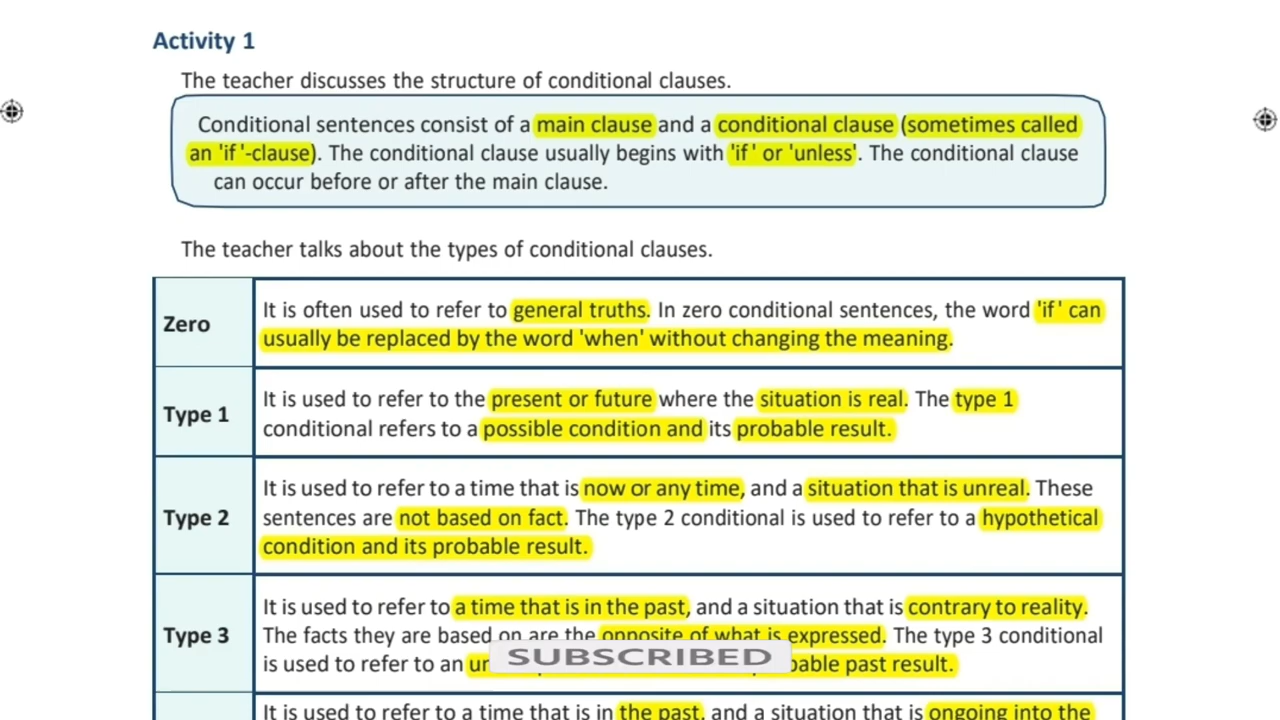 Activity 1
The teacher discusses the structure of conditional clauses.
Conditional sentences consist of a main clause and a conditional clause (sometimes called
an 'if'-clause). The conditional clause usually begins with 'if' or 'unless'. The conditional clause
can occur before or after the main clause.
The teacher talks about the types of conditional clauses.
Zero
It is often used to refer to general truths. In zero conditional sentences, the word 'if' can
usually be replaced by the word 'when' without changing the meaning.
Type 1
It is used to refer to the present or future where the situation is real. The type 1
conditional refers to a possible condition and its probable result.
Type 2
It is used to refer to a time that is now or any time, and a situation that is unreal. These
sentences are not based on fact. The type 2 conditional is used to refer to a hypothetical
condition and its probable result.
Type 3
It is used to refer to a time that is in the past, and a situation that is contrary to reality.
The facts they are based on are the opposite of what is expressed. The type 3 conditional
is used to refer to an past result.
SUBSCRIBED
It is used to refer to a time that is in the past, and a situation that is ongoing into the